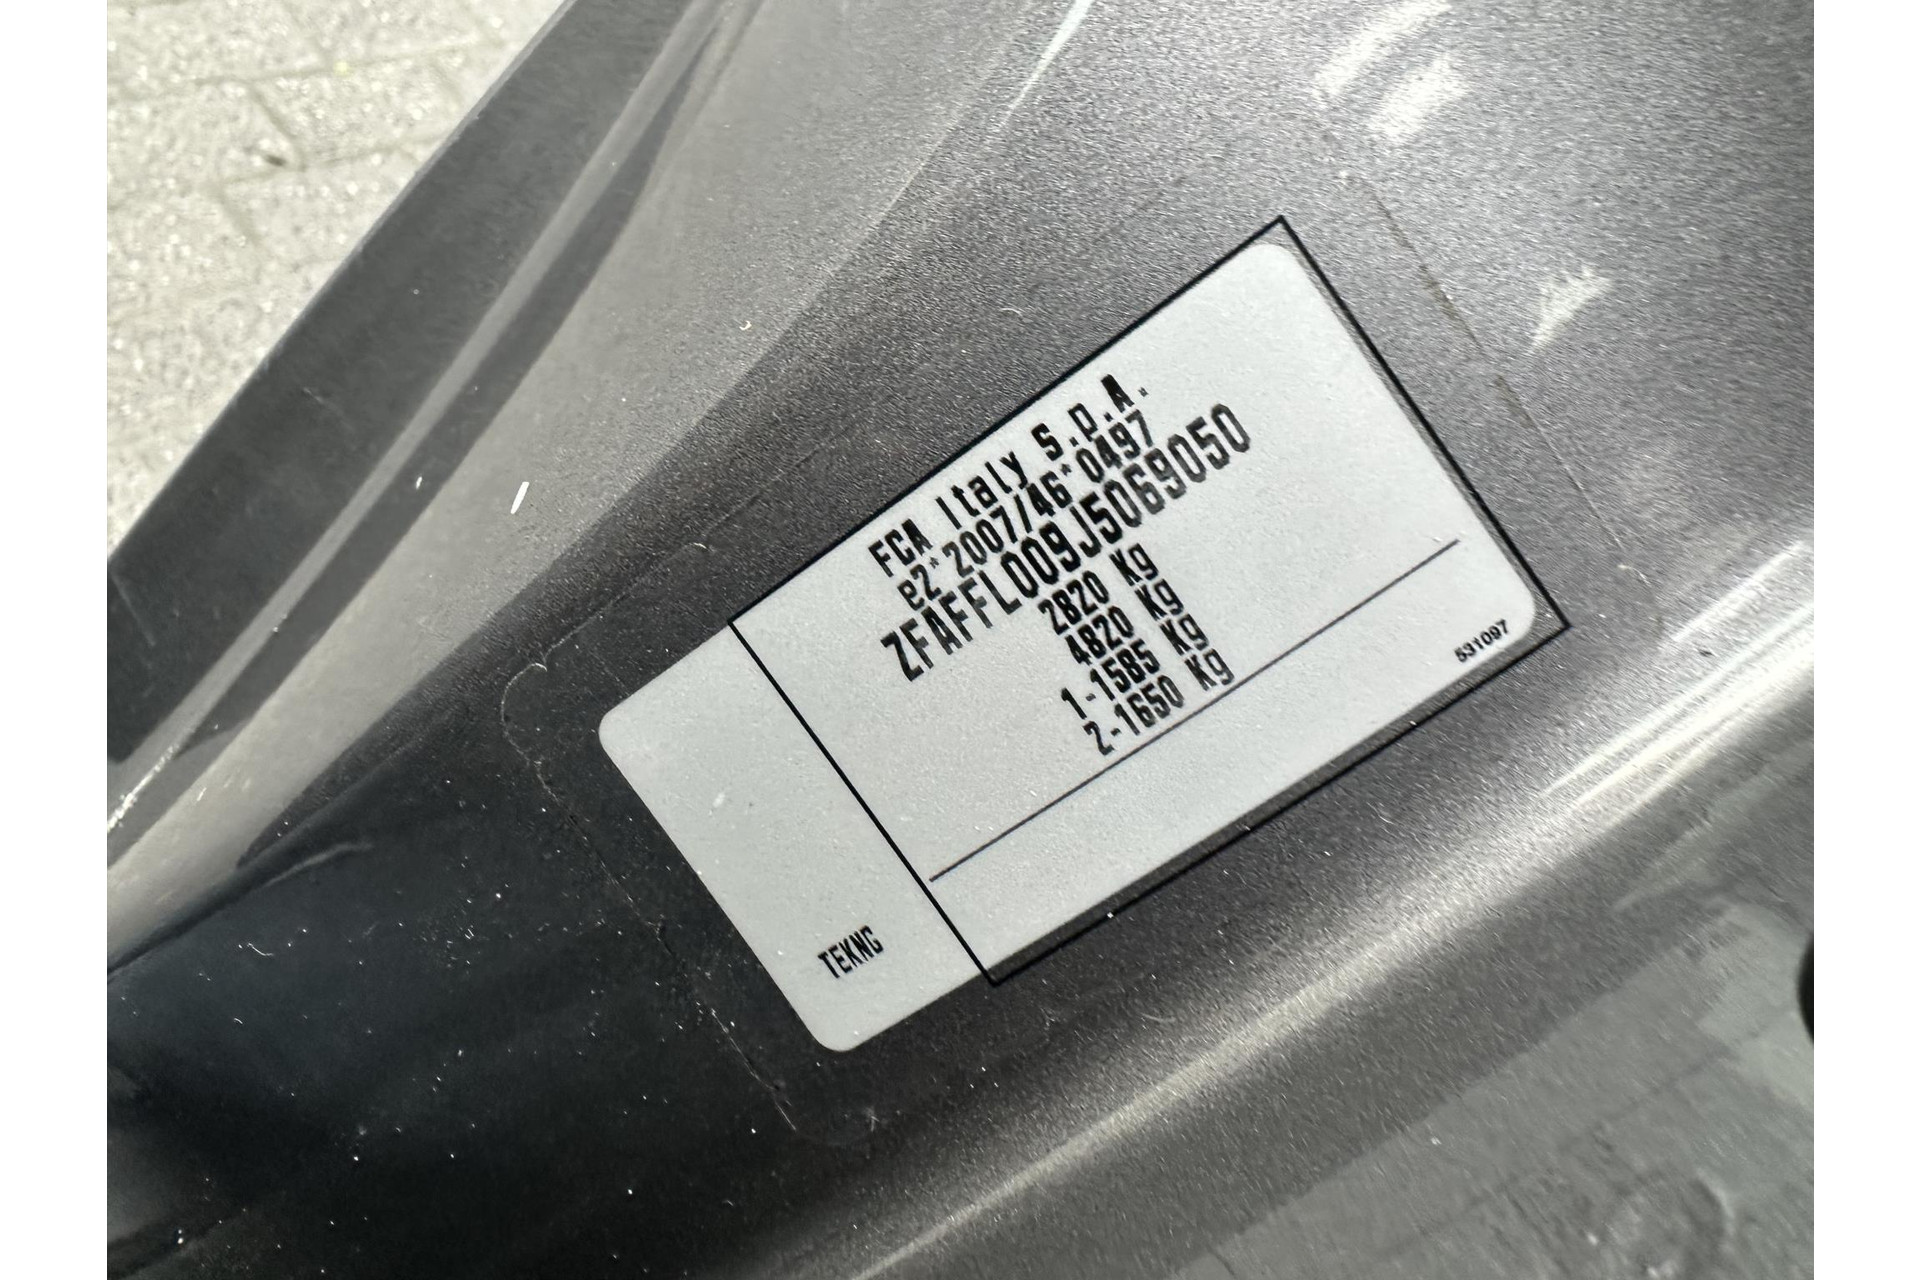 FCA Italy S.p.A.
e2*2007/46*0497
ZFAFFL009J5069050
2820 Kg
4820 Kg
1-1585 Kg
2-1650 Kg
531097
TEKNG